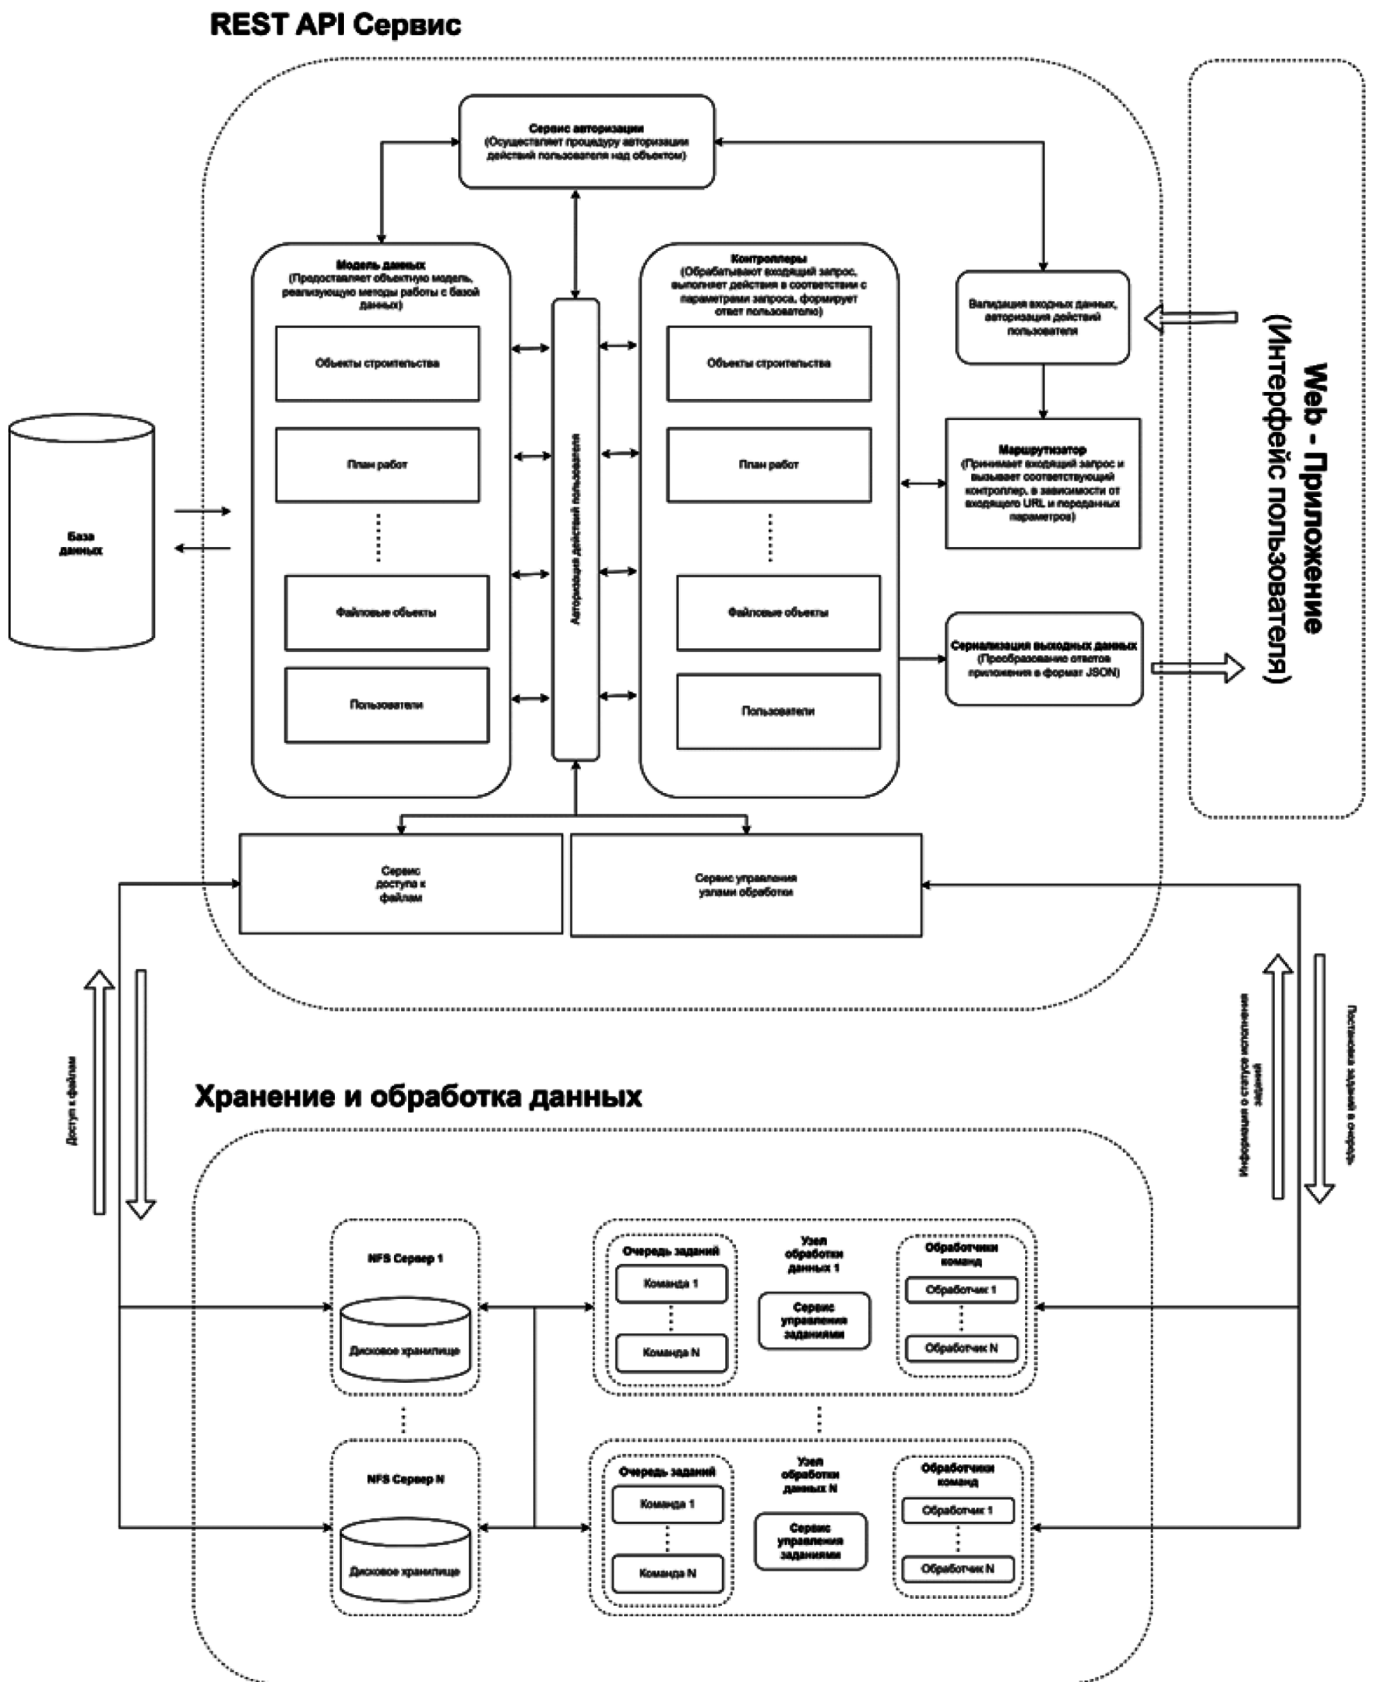 REST API Сервис
Сервис авторизации
(Осуществляет процедуру авторизации
действий пользователя над объектом)
Модель данных
(Предоставляет объектную модель,
реализующую методы работы с базой
данных)
Объекты строительства
План работ
Файловые объекты
Пользователи
Авторизация действий пользователя
Контроллеры
(Обрабатывают входящий запрос,
выполняет действия в соответствии с
параметрами запроса, формирует
ответ пользователю)
Объекты строительства
План работ
Файловые объекты
Пользователи
Валидация входных данных,
авторизация действий
пользователя
Маршрутизатор
(Принимает входящий запрос и
вызывает соответствующий
контроллер, в зависимости от
входящего URL и переданных
параметров)
Сериализация выходных данных
(Преобразование ответов
приложения в формат JSON)
Web - Приложение
(Интерфейс пользователя)
База
данных
Сервис
доступа к
файлам
Сервис управления
узлами обработки
Доступ к файлам
Информация о статусе исполнения
заданий
Постановка заданий в очередь
Хранение и обработка данных
NFS Сервер 1
Дисковое хранилище
Очередь заданий
Команда 1
Команда N
Узел
обработки
данных 1
Сервис
управления
заданиями
Обработчики
команд
Обработчик 1
Обработчик N
NFS Сервер N
Дисковое хранилище
Очередь заданий
Команда 1
Команда N
Узел
обработки
данных N
Сервис
управления
заданиями
Обработчики
команд
Обработчик 1
Обработчик N